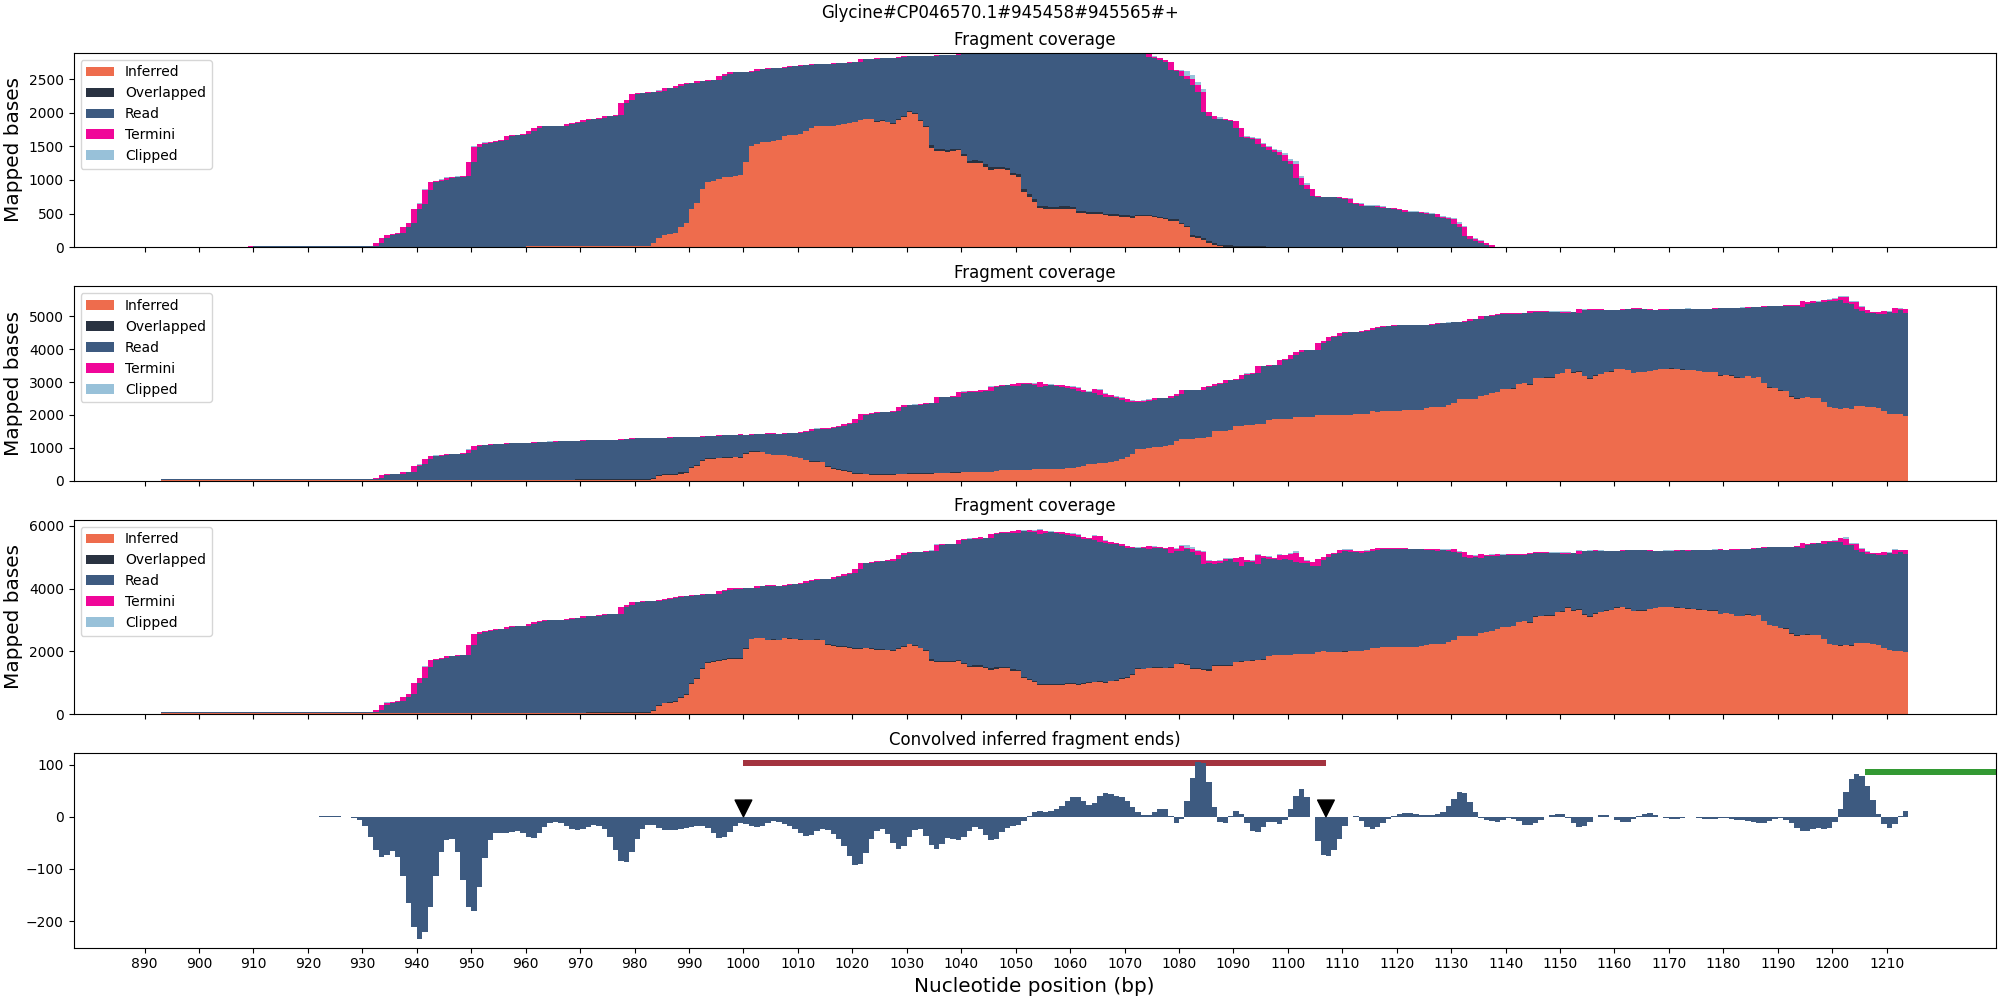 Glycine#CP046570.1#945458#945565#+
Fragment coverage
Mapped bases
2500
2000
1500
1000
500
0
Inferred
Overlapped
Read
Termini
Clipped
Fragment coverage
Mapped bases
5000
4000
3000
2000
1000
0
Inferred
Overlapped
Read
Termini
Clipped
Fragment coverage
Mapped bases
6000
4000
2000
0
Inferred
Overlapped
Read
Termini
Clipped
Convolved inferred fragment ends)
100
0
−100
−200
890 900 910 920 930 940 950 960 970 980 990 1000 1010 1020 1030 1040 1050 1060 1070 1080 1090 1100 1110 1120 1130 1140 1150 1160 1170 1180 1190 1200 1210
Nucleotide position (bp)